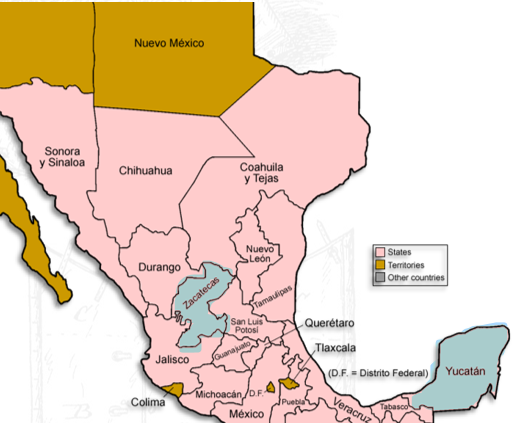 Nuevo México
Sonora
y Sinaloa
Chihuahua
Coahuila
y Tejas
Nuevo
León
Durango
Zacatecas
Tamaulipas
San Luis
Potosí
Querétaro
Guanajuato
Tlaxcala
Jalisco
(D.F. = Distrito Federal)
Yucatán
Colima
Michoacán
D.F.
Puebla
México
Veracruz
Tabasco
States
Territories
Other countries